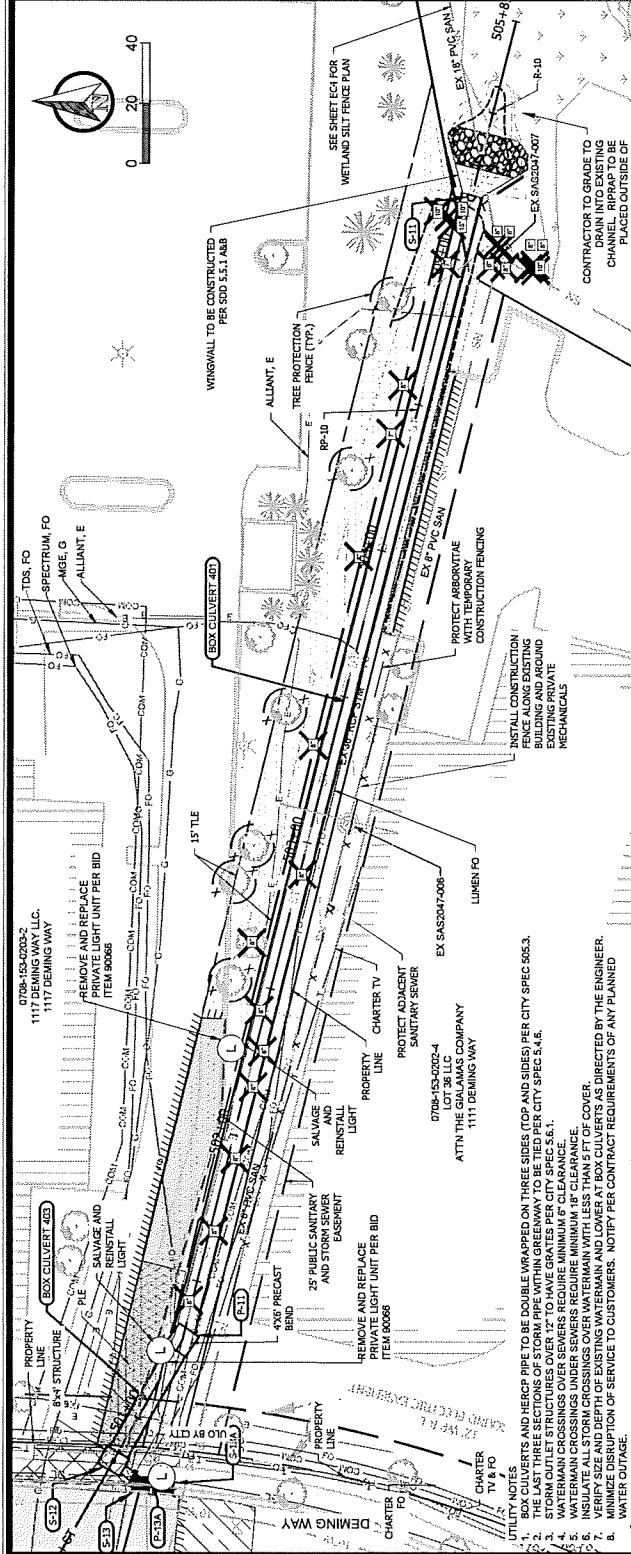 0 20 40
N
SEE SHEET EC4 FOR
WETLAND SILT FENCE PLAN
EX 18" PVC SAN
505+8
R-10
EX SAS2047-007
CONTRACTOR TO GRADE TO
DRAIN INTO EXISTING
CHANNEL. RIPRAP TO BE
PLACED OUTSIDE OF
WINGWALL TO BE CONSTRUCTED
PER SDD 5.5.1 A&B
S-11
TREE PROTECTION
FENCE (TYP.)
ALLIANT, E
RP-10
EX 8" PVC SAN
TDS, FO
SPECTRUM, FO
MGE, G
ALLIANT, E
BOX CULVERT 401
PROTECT ARBORVITAE
WITH TEMPORARY
CONSTRUCTION FENCING
INSTALL CONSTRUCTION
FENCE ALONG EXISTING
BUILDING AND AROUND
EXISTING PRIVATE
MECHANICALS
15' TLE
LUMEN FO
EX SAS2047-006
0708-153-0203-2
1117 DEMING WAY LLC.
1117 DEMING WAY
REMOVE AND REPLACE
PRIVATE LIGHT UNIT PER BID
ITEM 90066
CHARTER TV
PROTECT ADJACENT
SANITARY SEWER
PROPERTY
LINE
0708-153-0202-4
LOT 36 LLC
ATTN THE GIALAMAS COMPANY
1111 DEMING WAY
SALVAGE
AND
REINSTALL
LIGHT
25' PUBLIC SANITARY
AND STORM SEWER
EASEMENT
EX 8" PVC SAN
REMOVE AND REPLACE
PRIVATE LIGHT UNIT PER BID
ITEM 90066
BOX CULVERT 403
SALVAGE AND
REINSTALL
LIGHT
PLE
P-11
4'X6' PRECAST
BEND
PROPERTY
LINE
8'x4' STRUCTURE
S-12
S-13
P-13A
S-13A
ULO BY CITY
PROPERTY
LINE
DEMING WAY
CHARTER
FO
CHARTER
TV & FO
UTILITY NOTES
1. BOX CULVERTS AND HERCP PIPE TO BE DOUBLE WRAPPED ON THREE SIDES (TOP AND SIDES) PER CITY SPEC 505.3.
2. THE LAST THREE SECTIONS OF STORM PIPE WITHIN GREENWAY TO BE TIED PER CITY SPEC 5.4.6.
3. STORM OUTLET STRUCTURES OVER 12" TO HAVE GRATES PER CITY SPEC 5.6.1.
4. WATERMAIN CROSSINGS OVER SEWERS REQUIRE MINIMUM 6" CLEARANCE.
5. WATERMAIN CROSSINGS UNDER SEWERS REQUIRE MINIMUM 18" CLEARANCE.
6. INSULATE ALL STORM CROSSINGS OVER WATERMAIN WITH LESS THAN 5 FT OF COVER.
7. VERIFY SIZE AND DEPTH OF EXISTING WATERMAIN AND LOWER AT BOX CULVERTS AS DIRECTED BY THE ENGINEER.
8. MINIMIZE DISRUPTION OF SERVICE TO CUSTOMERS. NOTIFY PER CONTRACT REQUIREMENTS OF ANY PLANNED
WATER OUTAGE.